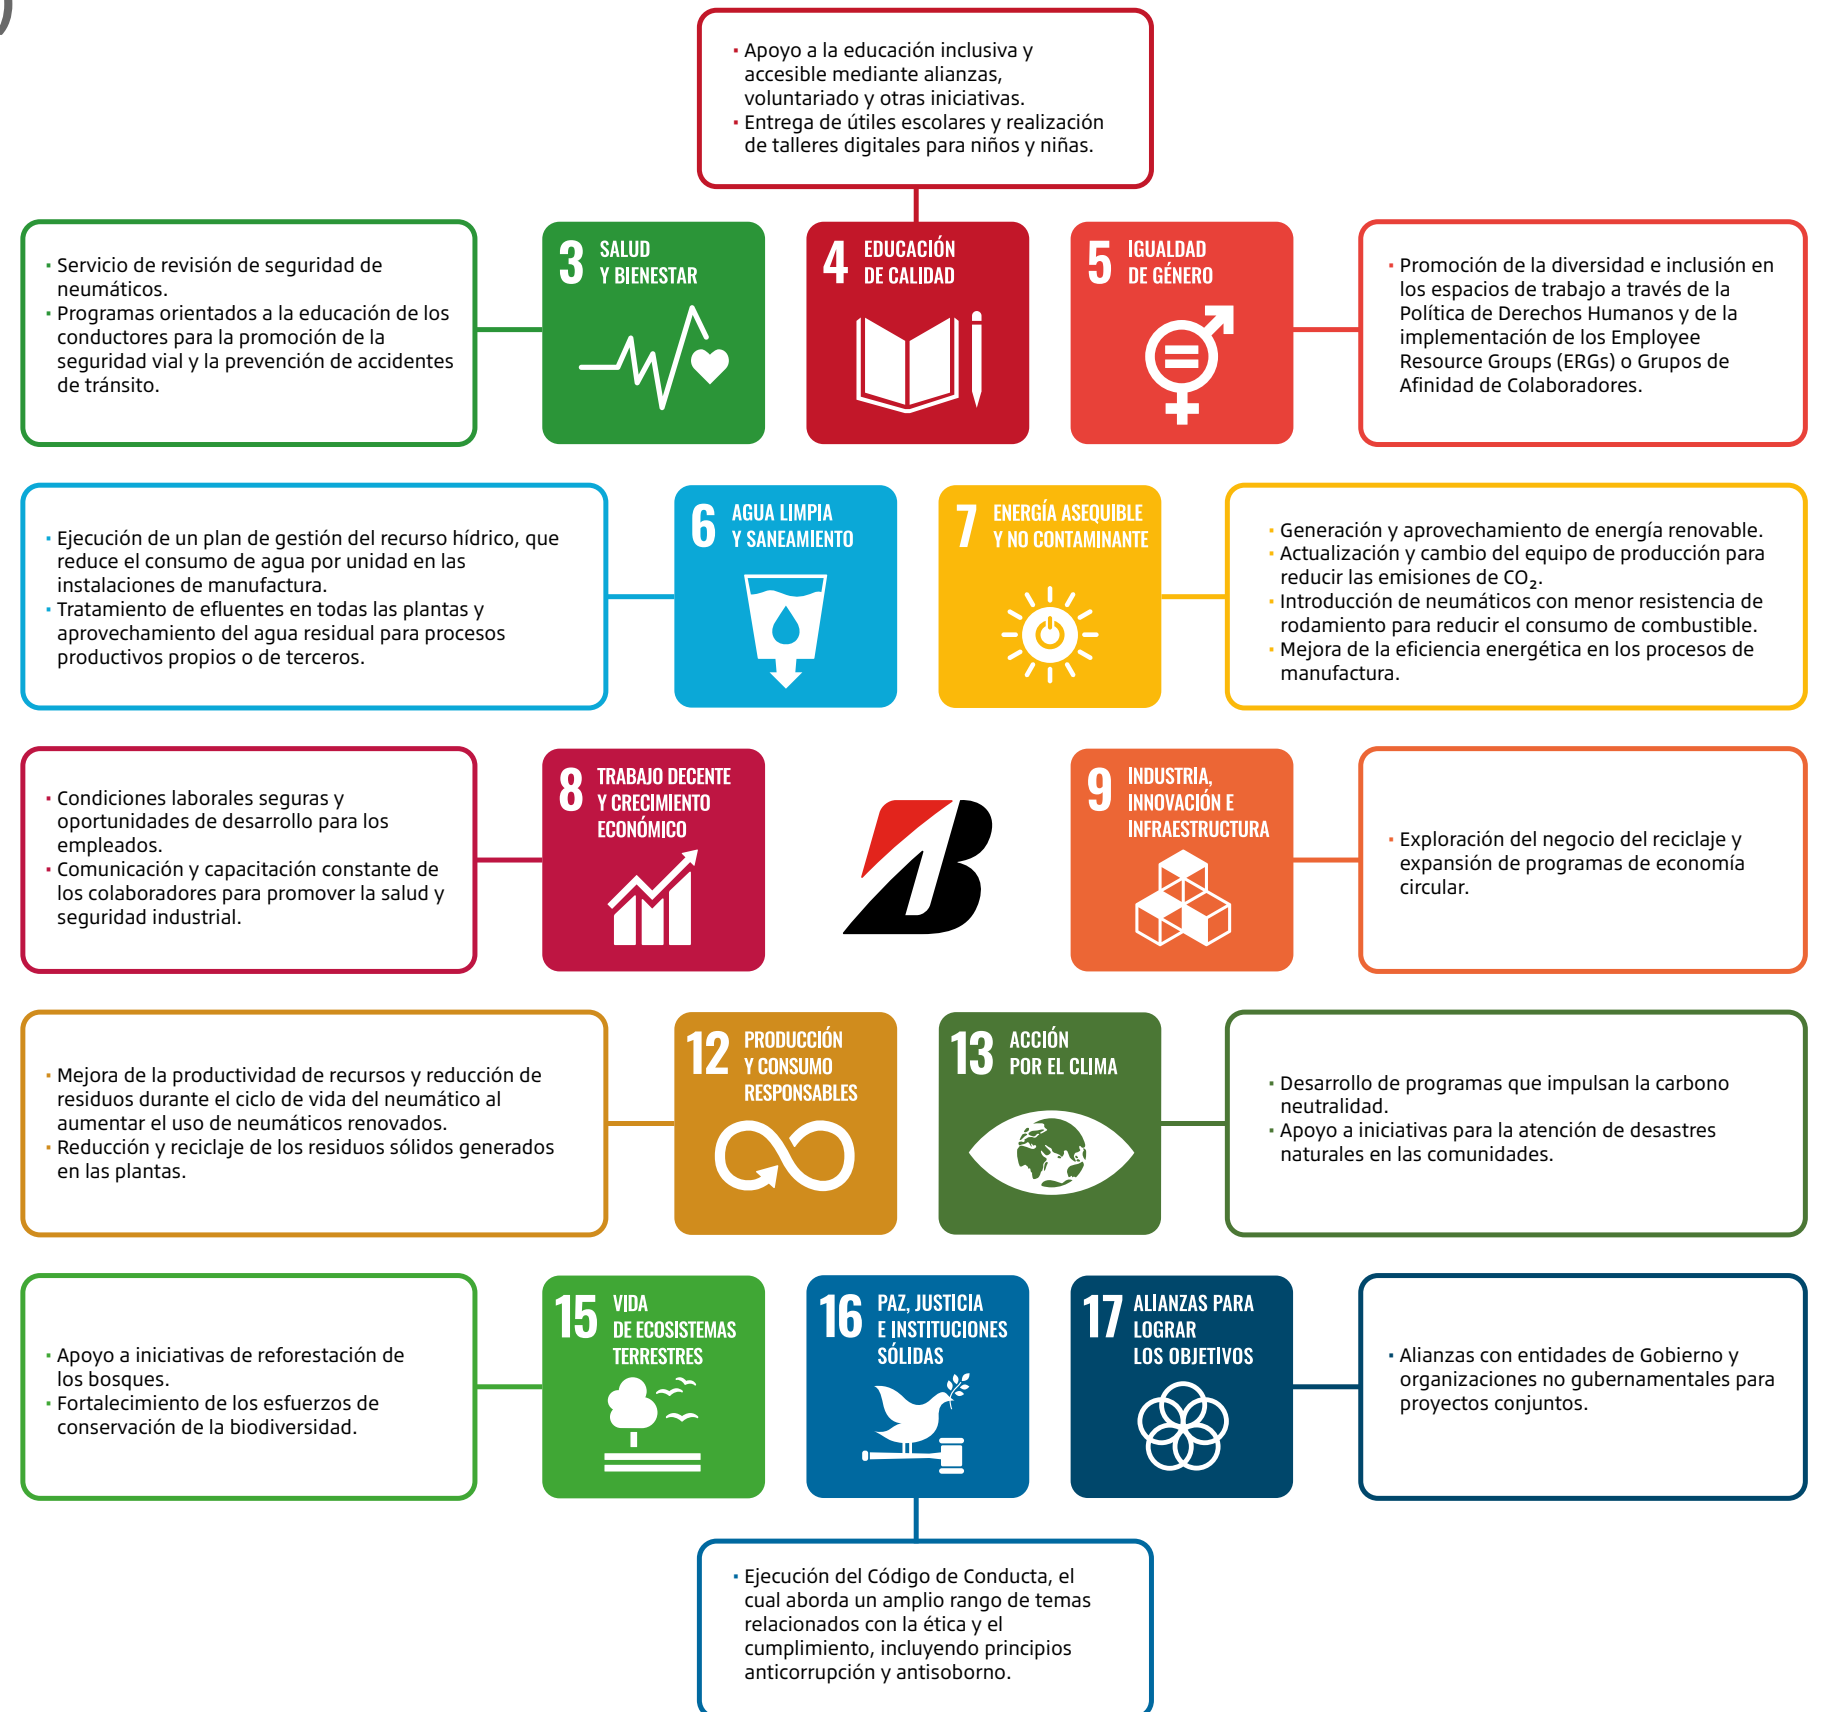 · Apoyo a la educación inclusiva y
accesible mediante alianzas,
voluntariado y otras iniciativas.
· Entrega de útiles escolares y realización
de talleres digitales para niños y niñas.
· Servicio de revisión de seguridad de
neumáticos.
· Programas orientados a la educación de los
conductores para la promoción de la
seguridad vial y la prevención de accidentes
de tránsito.
3 SALUD
Y BIENESTAR
4 EDUCACIÓN
DE CALIDAD
5 IGUALDAD
DE GÉNERO
· Promoción de la diversidad e inclusión en
los espacios de trabajo a través de la
Política de Derechos Humanos y de la
implementación de los Employee
Resource Groups (ERGs) o Grupos de
Afinidad de Colaboradores.
· Ejecución de un plan de gestión del recurso hídrico, que
reduce el consumo de agua por unidad en las
instalaciones de manufactura.
· Tratamiento de efluentes en todas las plantas y
aprovechamiento del agua residual para procesos
productivos propios o de terceros.
6 AGUA LIMPIA
Y SANEAMIENTO
7 ENERGÍA ASEQUIBLE
Y NO CONTAMINANTE
· Generación y aprovechamiento de energía renovable.
· Actualización y cambio del equipo de producción para
reducir las emisiones de CO₂.
· Introducción de neumáticos con menor resistencia de
rodamiento para reducir el consumo de combustible.
· Mejora de la eficiencia energética en los procesos de
manufactura.
· Condiciones laborales seguras y
oportunidades de desarrollo para los
empleados.
· Comunicación y capacitación constante de
los colaboradores para promover la salud y
seguridad industrial.
8 TRABAJO DECENTE
Y CRECIMIENTO
ECONÓMICO
B
9 INDUSTRIA,
INNOVACIÓN E
INFRAESTRUCTURA
· Exploración del negocio del reciclaje y
expansión de programas de economía
circular.
· Mejora de la productividad de recursos y reducción de
residuos durante el ciclo de vida del neumático al
aumentar el uso de neumáticos renovados.
· Reducción y reciclaje de los residuos sólidos generados
en las plantas.
12 PRODUCCIÓN
Y CONSUMO
RESPONSABLES
13 ACCIÓN
POR EL CLIMA
· Desarrollo de programas que impulsan la carbono
neutralidad.
· Apoyo a iniciativas para la atención de desastres
naturales en las comunidades.
· Apoyo a iniciativas de reforestación de
los bosques.
· Fortalecimiento de los esfuerzos de
conservación de la biodiversidad.
15 VIDA
DE ECOSISTEMAS
TERRESTRES
16 PAZ, JUSTICIA
E INSTITUCIONES
SÓLIDAS
17 ALIANZAS PARA
LOGRAR
LOS OBJETIVOS
· Alianzas con entidades de Gobierno y
organizaciones no gubernamentales para
proyectos conjuntos.
· Ejecución del Código de Conducta, el
cual aborda un amplio rango de temas
relacionados con la ética y el
cumplimiento, incluyendo principios
anticorrupción y antisoborno.